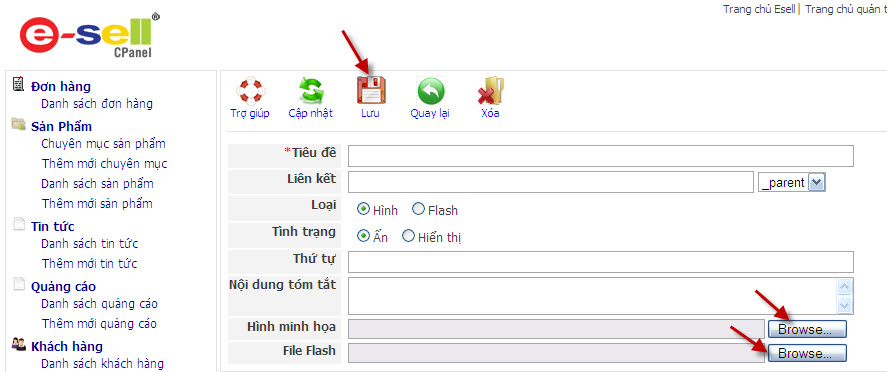 Trang chủ Esell | Trang chủ quản t
e-sell®
CPanel
Đơn hàng
Danh sách đơn hàng
Sản Phẩm
Chuyên mục sản phẩm
Thêm mới chuyên mục
Danh sách sản phẩm
Thêm mới sản phẩm
Tin tức
Danh sách tin tức
Thêm mới tin tức
Quảng cáo
Danh sách quảng cáo
Thêm mới quảng cáo
Khách hàng
Danh sách khách hàng
Trợ giúp Cập nhật Lưu Quay lại Xóa
*Tiêu đề
Liên kết _parent
Loại Hình Flash
Tình trạng Ẩn Hiển thị
Thứ tự
Nội dung tóm tắt
Hình minh họa Browse...
File Flash Browse...